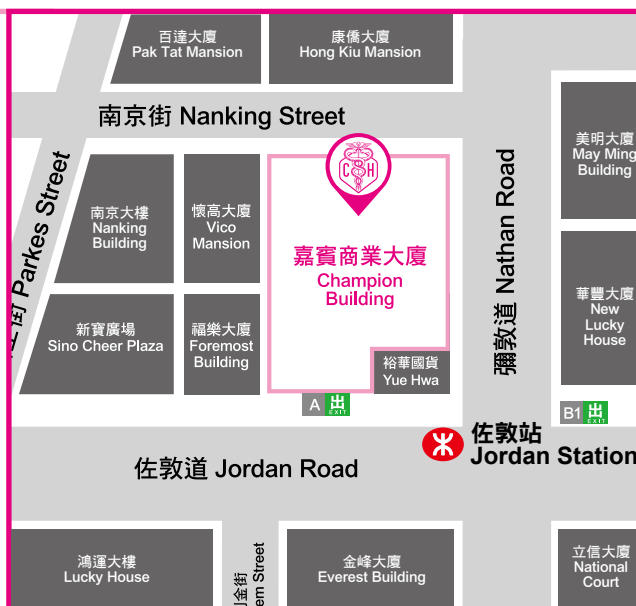 百達大廈
Pak Tat Mansion
康僑大廈
Hong Kiu Mansion
南京街 Nanking Street
美明大廈
May Ming
Building
街 Parkes Street
南京大樓
Nanking
Building
懷高大廈
Vico
Mansion
C H
嘉賓商業大廈
Champion
Building
彌敦道 Nathan Road
華豐大廈
New
Lucky
House
新寶廣場
Sino Cheer Plaza
福樂大廈
Foremost
Building
裕華國貨
Yue Hwa
A 出
EXIT
B1 出
EXIT
佐敦站
Jordan Station
佐敦道 Jordan Road
鴻運大樓
Lucky House
金街
em Street
金峰大廈
Everest Building
立信大廈
National
Court